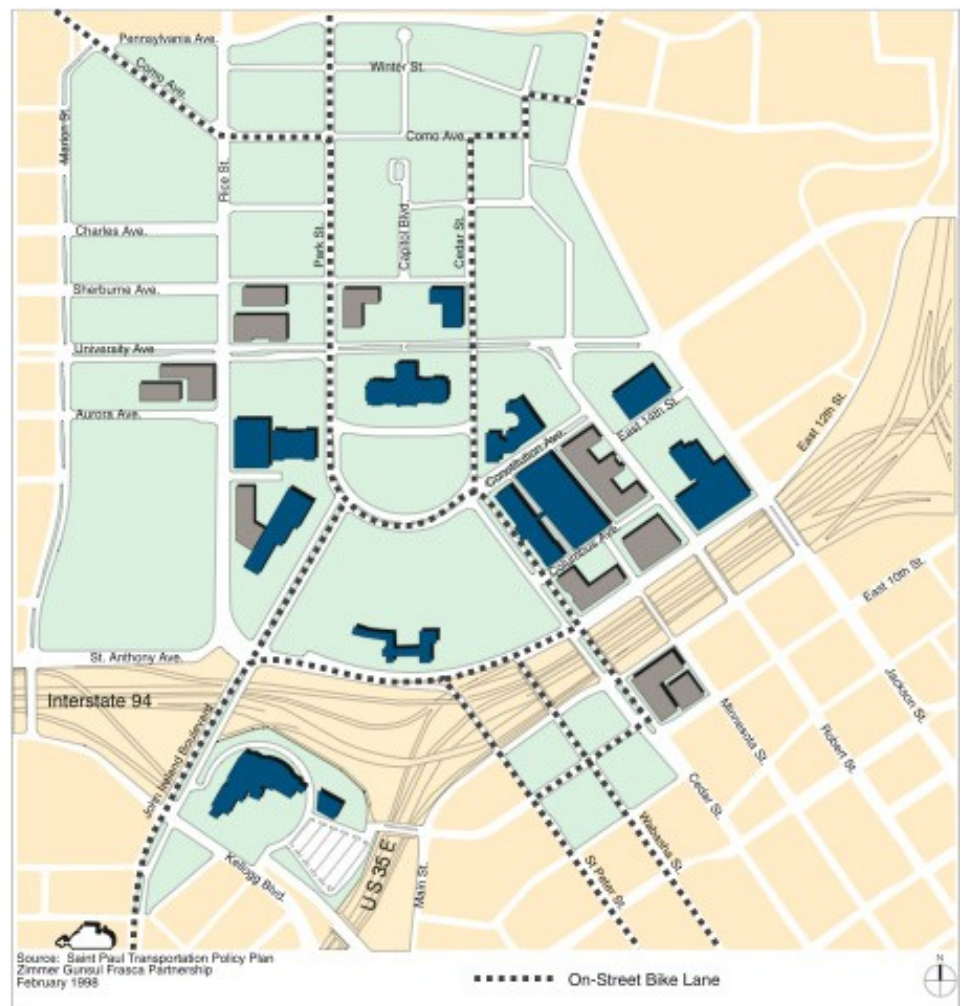 Pennsylvania Ave.
Winter St.
Como Ave.
Marion St.
Como Ave.
Rice St.
Charles Ave.
Park St.
Capitol Blvd.
Cedar St.
Sherburne Ave.
University Ave
Aurora Ave.
East 14th St.
East 12th St.
Constitution Ave.
Columbus Ave.
East 10th St.
St. Anthony Ave.
Interstate 94
Jackson St.
Minnesota St.
Robert St.
John Ireland Boulevard
Cedar St.
Wabasha St.
Kellogg Blvd.
U S 35 E
Main St.
St Peter St.
Source: Saint Paul Transportation Policy Plan
Zimmer Gunsul Frasca Partnership
February 1998
On-Street Bike Lane
N